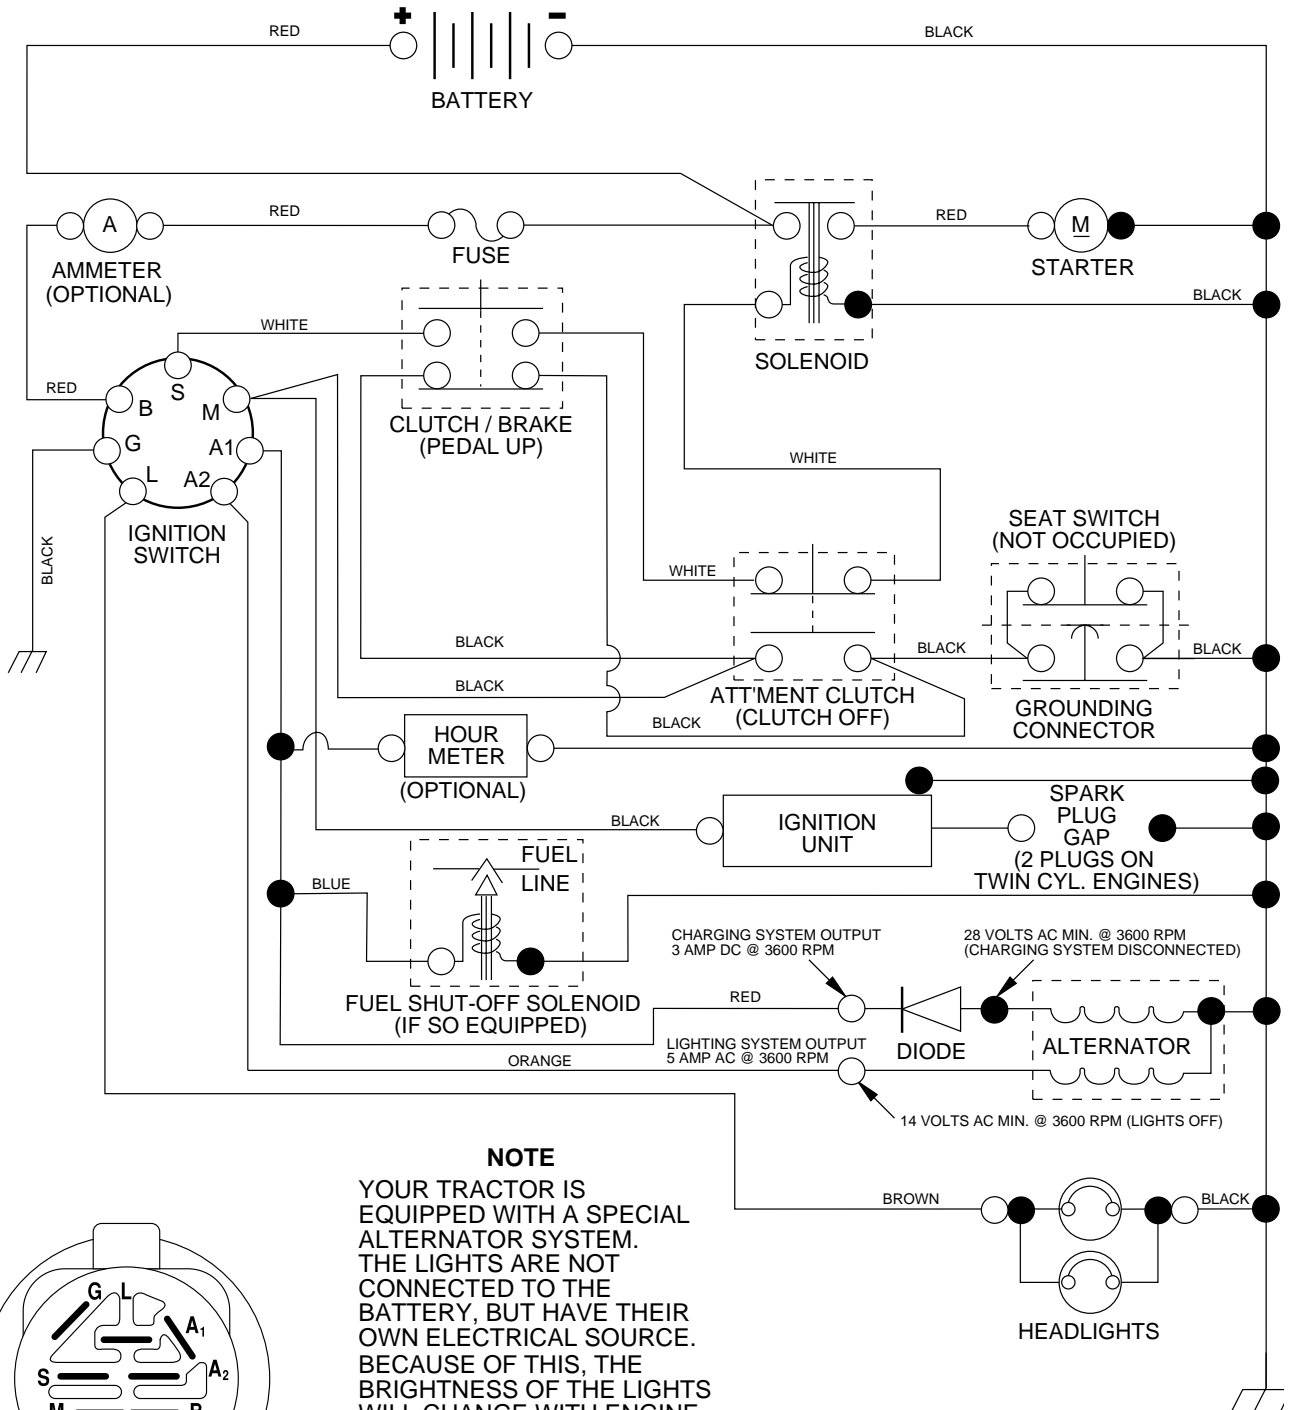 RED
+
-
BLACK
BATTERY
A
RED
FUSE
RED
M
AMMETER
(OPTIONAL)
STARTER
BLACK
WHITE
SOLENOID
RED
S
B
M
G
A1
L
A2
CLUTCH / BRAKE
(PEDAL UP)
WHITE
IGNITION
SWITCH
BLACK
SEAT SWITCH
(NOT OCCUPIED)
WHITE
BLACK
BLACK
BLACK
BLACK
ATT'MENT CLUTCH
(CLUTCH OFF)
BLACK
GROUNDING
CONNECTOR
HOUR
METER
(OPTIONAL)
BLACK
IGNITION
UNIT
SPARK
PLUG
GAP
(2 PLUGS ON
TWIN CYL. ENGINES)
FUEL
LINE
BLUE
CHARGING SYSTEM OUTPUT
3 AMP DC @ 3600 RPM
28 VOLTS AC MIN. @ 3600 RPM
(CHARGING SYSTEM DISCONNECTED)
FUEL SHUT-OFF SOLENOID
(IF SO EQUIPPED)
RED
DIODE
ALTERNATOR
LIGHTING SYSTEM OUTPUT
5 AMP AC @ 3600 RPM
ORANGE
14 VOLTS AC MIN. @ 3600 RPM (LIGHTS OFF)
NOTE
YOUR TRACTOR IS
EQUIPPED WITH A SPECIAL
ALTERNATOR SYSTEM.
THE LIGHTS ARE NOT
CONNECTED TO THE
BATTERY, BUT HAVE THEIR
OWN ELECTRICAL SOURCE.
BECAUSE OF THIS, THE
BRIGHTNESS OF THE LIGHTS
WILL CHANGE WITH ENGINE
BROWN
BLACK
HEADLIGHTS
G
L
A1
S
A2
M
B